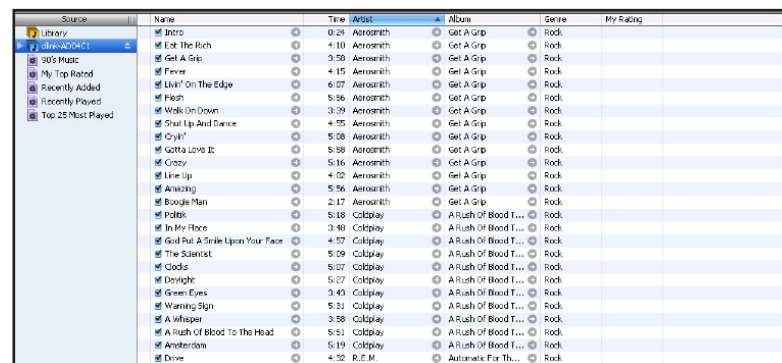 Source
Library
dlink-AD04C1
90's Music
My Top Rated
Recently Added
Recently Played
Top 25 Most Played
Name Time Artist Album Genre My Rating
Intro 0:24 Aerosmith Get A Grip Rock
Eat The Rich 4:10 Aerosmith Get A Grip Rock
Get A Grip 3:58 Aerosmith Get A Grip Rock
Fever 4:15 Aerosmith Get A Grip Rock
Livin' On The Edge 6:07 Aerosmith Get A Grip Rock
Flesh 5:56 Aerosmith Get A Grip Rock
Walk On Down 3:39 Aerosmith Get A Grip Rock
Shut Up And Dance 4:55 Aerosmith Get A Grip Rock
Cryin' 5:08 Aerosmith Get A Grip Rock
Gotta Love It 5:58 Aerosmith Get A Grip Rock
Crazy 5:16 Aerosmith Get A Grip Rock
Line Up 4:02 Aerosmith Get A Grip Rock
Amazing 5:56 Aerosmith Get A Grip Rock
Boogie Man 2:17 Aerosmith Get A Grip Rock
Politik 5:18 Coldplay A Rush Of Blood T... Rock
In My Place 3:48 Coldplay A Rush Of Blood T... Rock
God Put A Smile Upon Your Face 4:57 Coldplay A Rush Of Blood T... Rock
The Scientist 5:09 Coldplay A Rush Of Blood T... Rock
Clocks 5:07 Coldplay A Rush Of Blood T... Rock
Daylight 5:27 Coldplay A Rush Of Blood T... Rock
Green Eyes 3:43 Coldplay A Rush Of Blood T... Rock
Warning Sign 5:31 Coldplay A Rush Of Blood T... Rock
A Whisper 3:58 Coldplay A Rush Of Blood T... Rock
A Rush Of Blood To The Head 5:51 Coldplay A Rush Of Blood T... Rock
Amsterdam 5:19 Coldplay A Rush Of Blood T... Rock
Drive 4:32 R.E.M. Automatic For Th... Rock